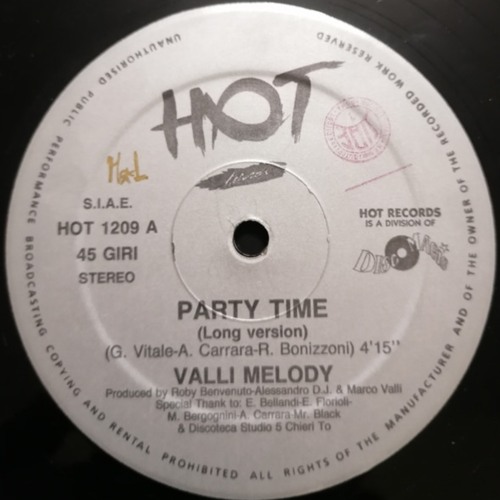 UNAUTHORISED PUBLIC PERFORMANCE BROADCASTING COPYING AND RENTAL PROHIBITED ALL RIGHTS OF THE MANUFACTURER AND OF THE OWNER OF THE RECORDED WORK RESERVED
HOT
M&L
S.I.A.E.
HOT 1209 A
45 GIRI
STEREO
HOT RECORDS
IS A DIVISION OF
DISCO MAGIC
PARTY TIME
(Long version)
(G. Vitale-A. Carrara-R. Bonizzoni) 4'15''
VALLI MELODY
Produced by Roby Benvenuto-Alessandro D.J. & Marco Valli
Special Thank to: E. Bellandi-E. Florioli-
M. Bergognini-A. Carrara-Mr. Black
& Discoteca Studio 5 Chieri To